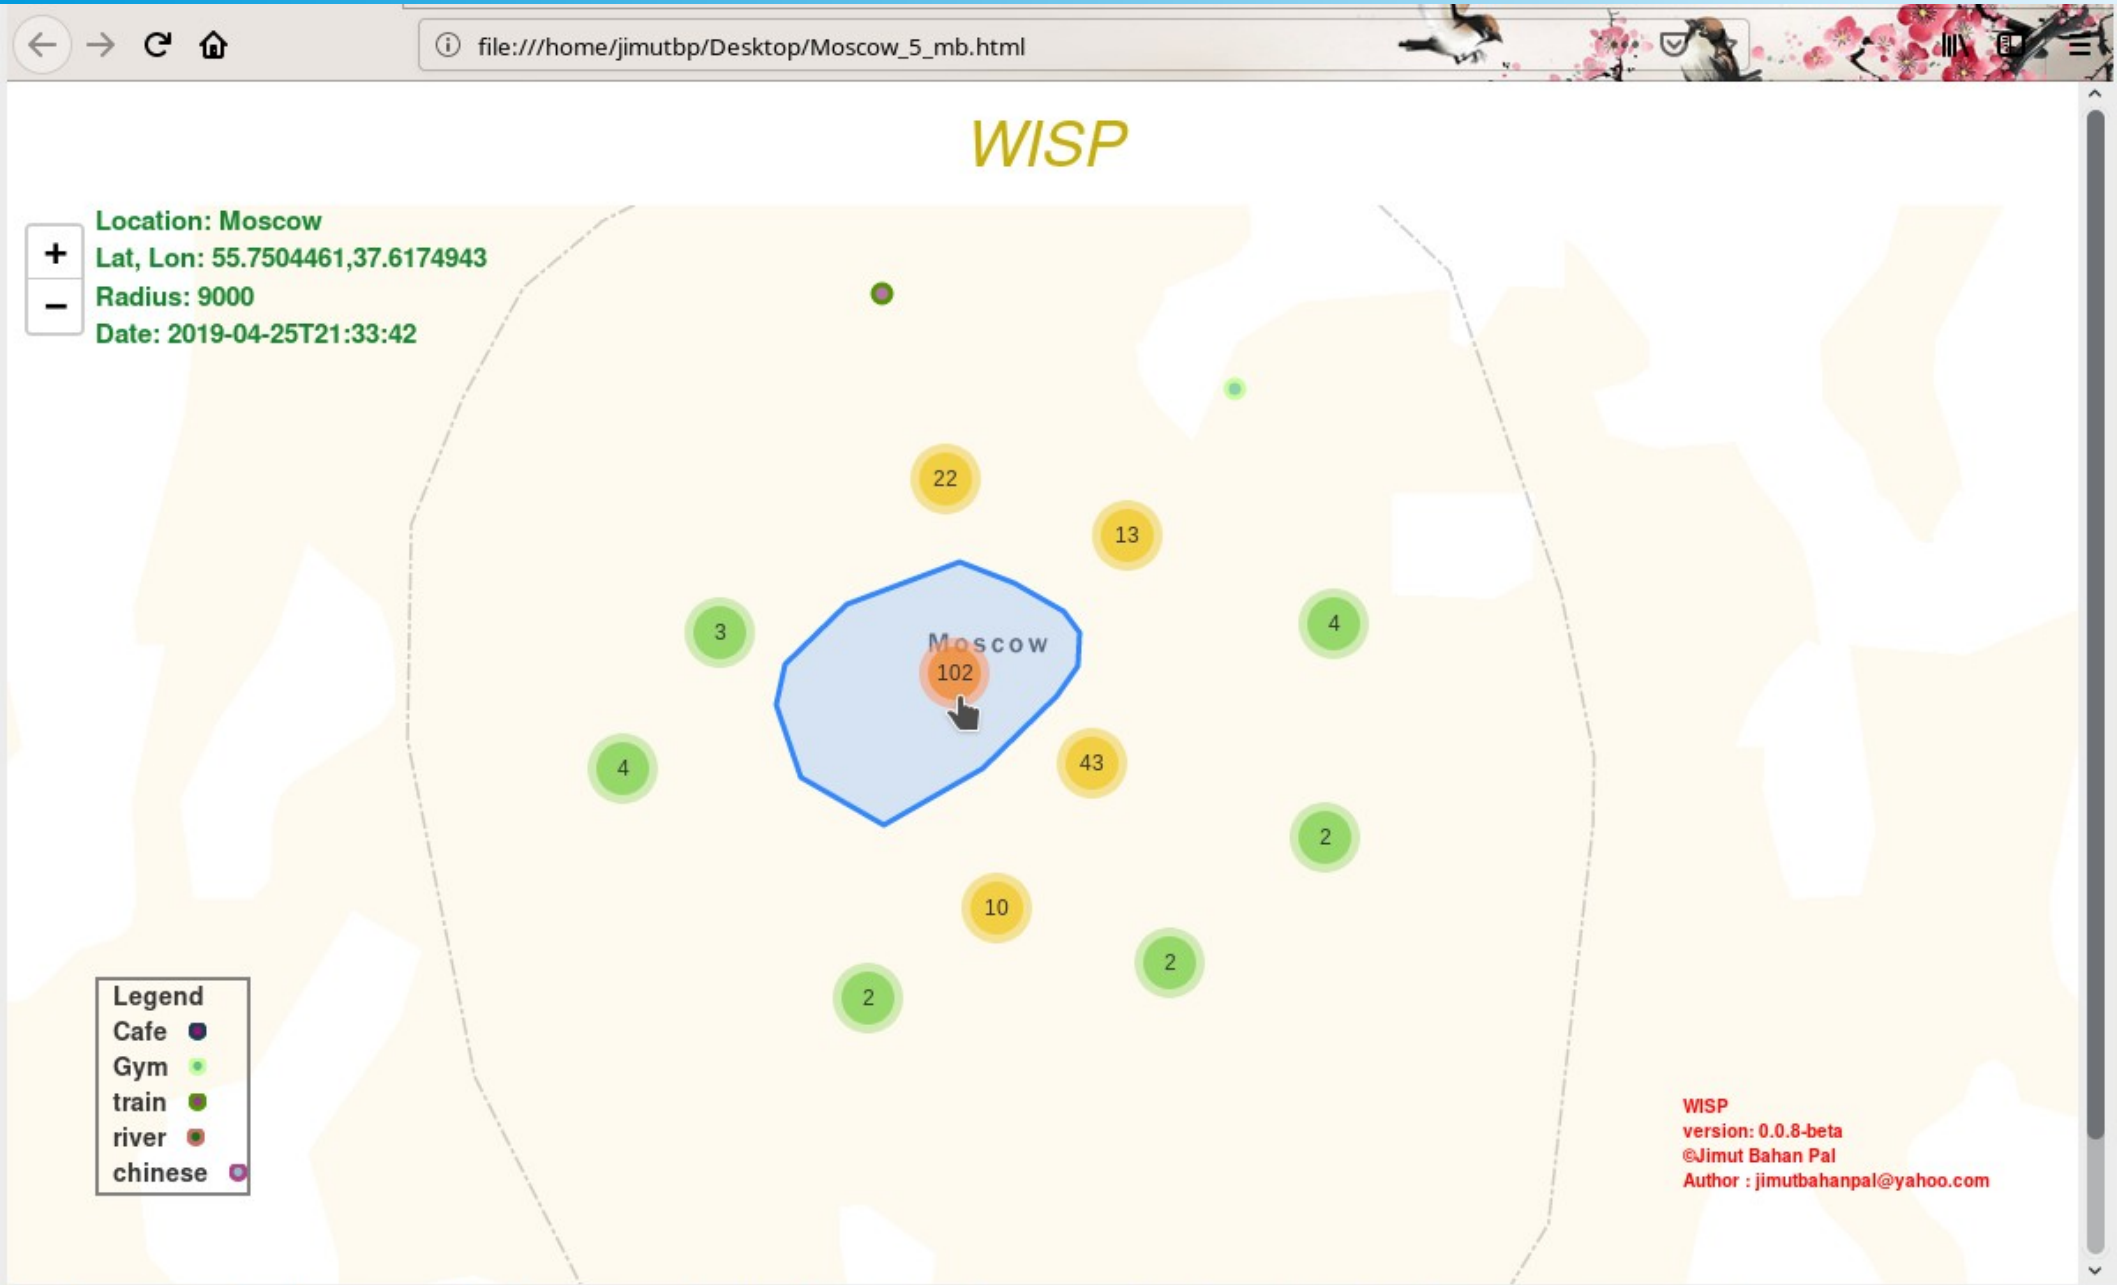 file:///home/jimutbp/Desktop/Moscow_5_mb.html
WISP
+
−
Location: Moscow
Lat, Lon: 55.7504461,37.6174943
Radius: 9000
Date: 2019-04-25T21:33:42
22
13
3
4
Moscow
102
4
43
2
10
2
2
Legend
Cafe
Gym
train
river
chinese
WISP
version: 0.0.8-beta
©Jimut Bahan Pal
Author : jimutbahanpal@yahoo.com